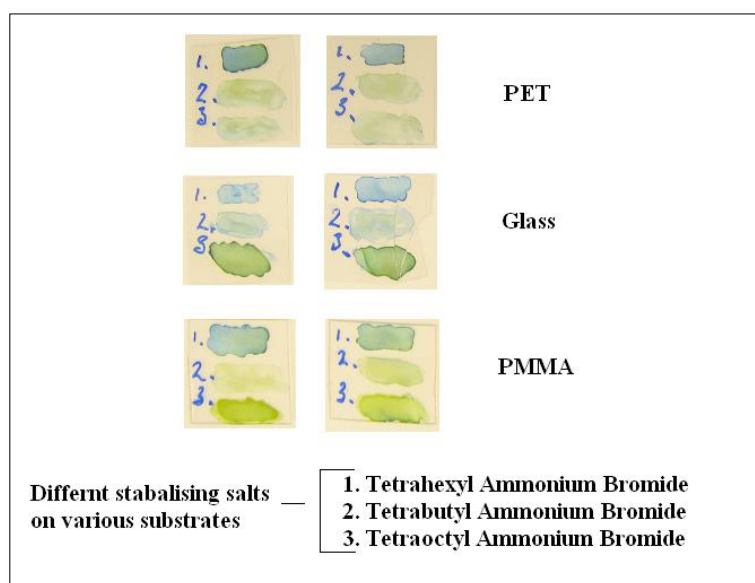 1.
2.
3.
1.
2.
3.
PET
1.
2.
3.
1
2.
3.
Glass
1.
2.
3.
1.
2.
3.
PMMA
Differnt stabalising salts
on various substrates
1. Tetrahexyl Ammonium Bromide
2. Tetrabutyl Ammonium Bromide
3. Tetraoctyl Ammonium Bromide